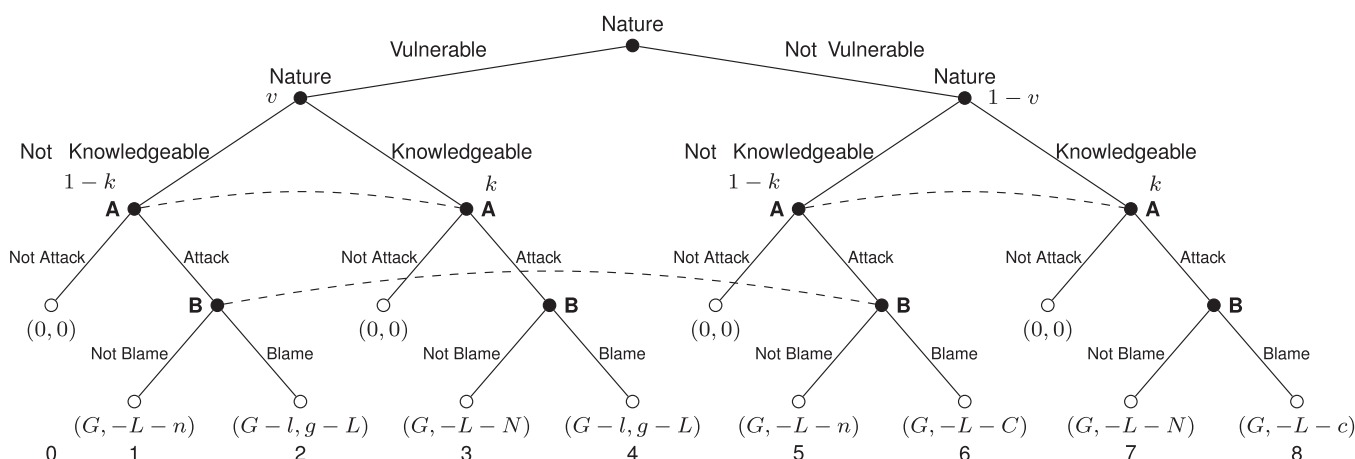 Nature
Vulnerable Not Vulnerable
Nature Nature
v 1 − v
Not Knowledgeable Knowledgeable Not Knowledgeable Knowledgeable
1 − k k 1 − k k
A A A A
Not Attack Attack Not Attack Attack Not Attack Attack Not Attack Attack
B B B B
(0, 0) (0, 0) (0, 0) (0, 0)
Not Blame Blame Not Blame Blame Not Blame Blame Not Blame Blame
(G, −L − n) (G − l, g − L) (G, −L − N) (G − l, g − L) (G, −L − n) (G, −L − C) (G, −L − N) (G, −L − c)
0 1 2 3 4 5 6 7 8